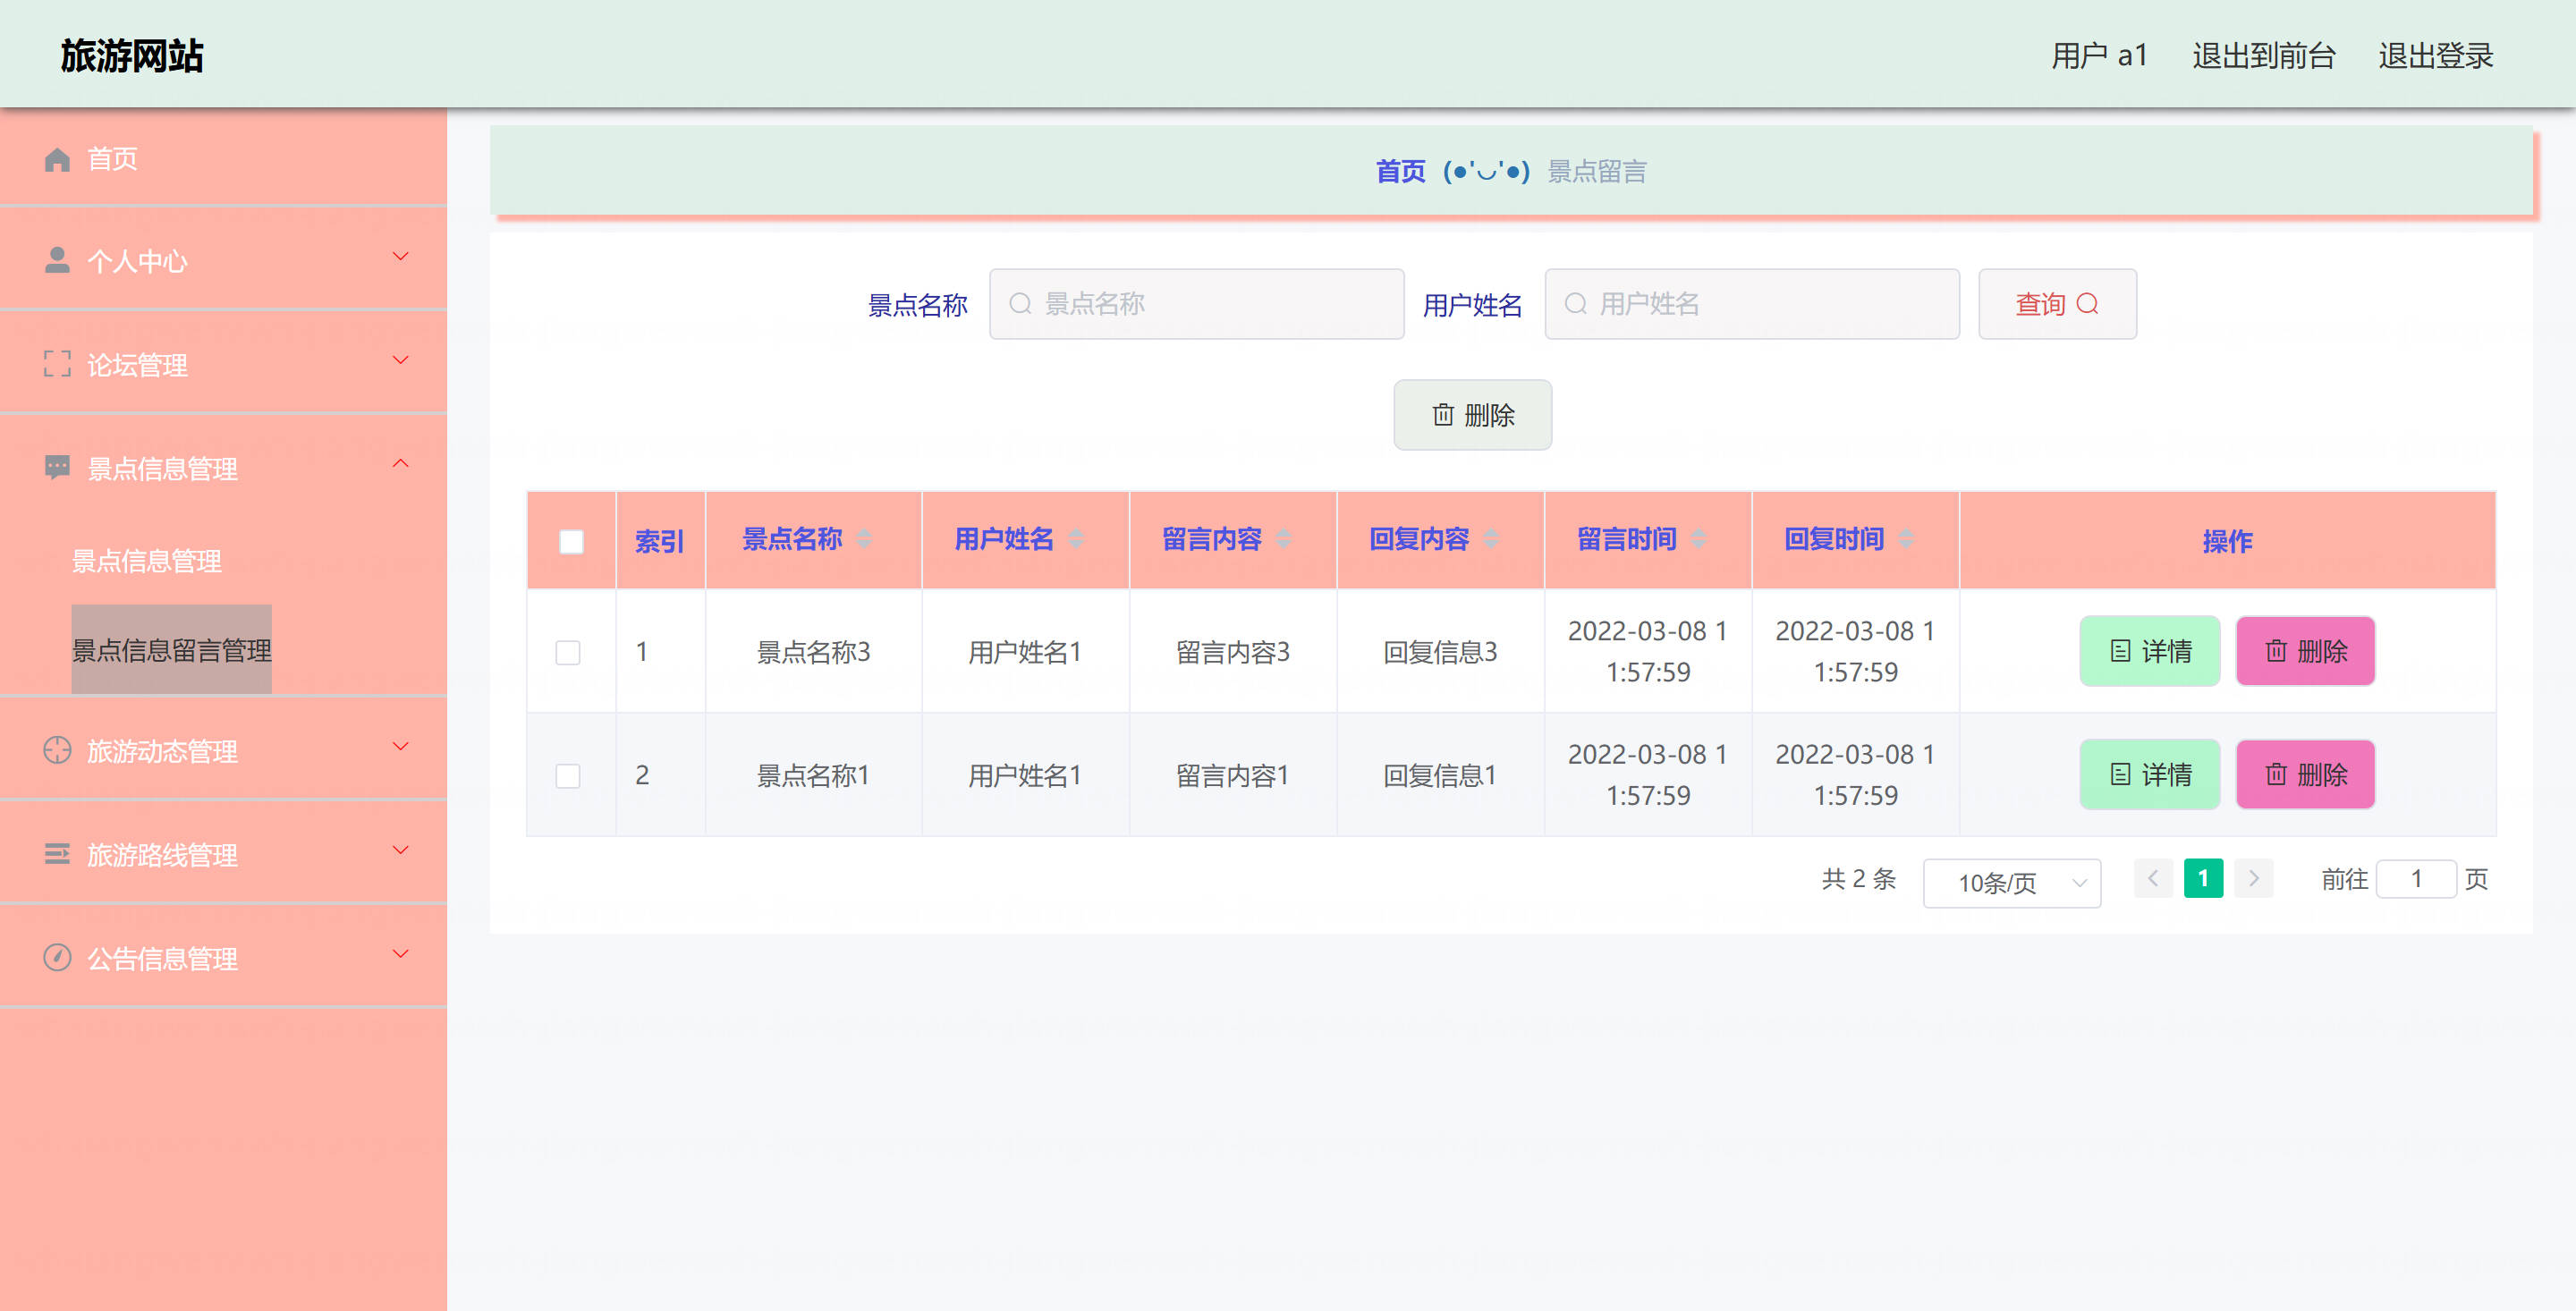 旅游网站
用户 a1 退出到前台 退出登录
首页
个人中心
论坛管理
景点信息管理
景点信息管理
景点信息留言管理
旅游动态管理
旅游路线管理
公告信息管理
首页 (●'◡'●) 景点留言
景点名称 景点名称 用户姓名 用户姓名 查询
删除
索引 景点名称 用户姓名 留言内容 回复内容 留言时间 回复时间 操作
1 景点名称3 用户姓名1 留言内容3 回复信息3 2022-03-08 11:57:59 2022-03-08 11:57:59 详情 删除
2 景点名称1 用户姓名1 留言内容1 回复信息1 2022-03-08 11:57:59 2022-03-08 11:57:59 详情 删除
共 2 条 10条/页 1 前往 1 页